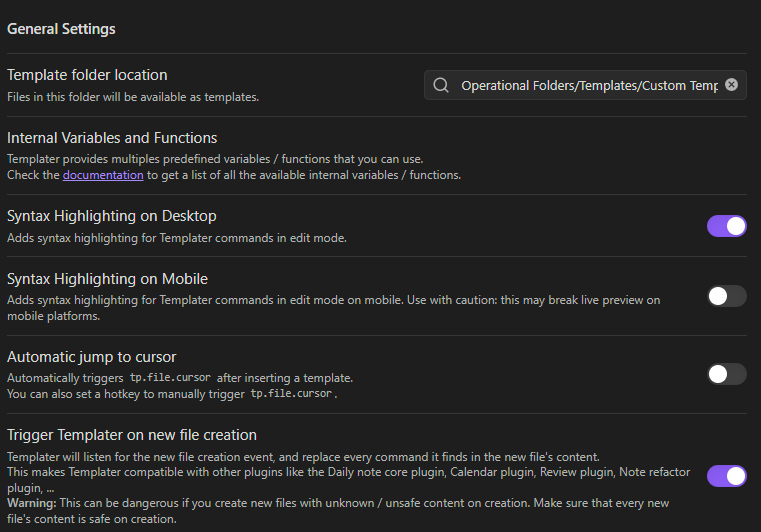 General Settings
Template folder location
Files in this folder will be available as templates.
Operational Folders/Templates/Custom Temp
Internal Variables and Functions
Templater provides multiple predefined variables / functions that you can use.
Check the documentation to get a list of all the available internal variables / functions.
Syntax Highlighting on Desktop
Adds syntax highlighting for Templater commands in edit mode.
Syntax Highlighting on Mobile
Adds syntax highlighting for Templater commands in edit mode on mobile. Use with caution: this may break live preview on
mobile platforms.
Automatic jump to cursor
Automatically triggers tp.file.cursor after inserting a template.
You can also set a hotkey to manually trigger tp.file.cursor.
Trigger Templater on new file creation
Templater will listen for the new file creation event, and replace every command it finds in the new file's content.
This makes Templater compatible with other plugins like the Daily note core plugin, Calendar plugin, Review plugin, Note refactor
plugin, ...
Warning: This can be dangerous if you create new files with unknown / unsafe content on creation. Make sure that every new
file's content is safe on creation.